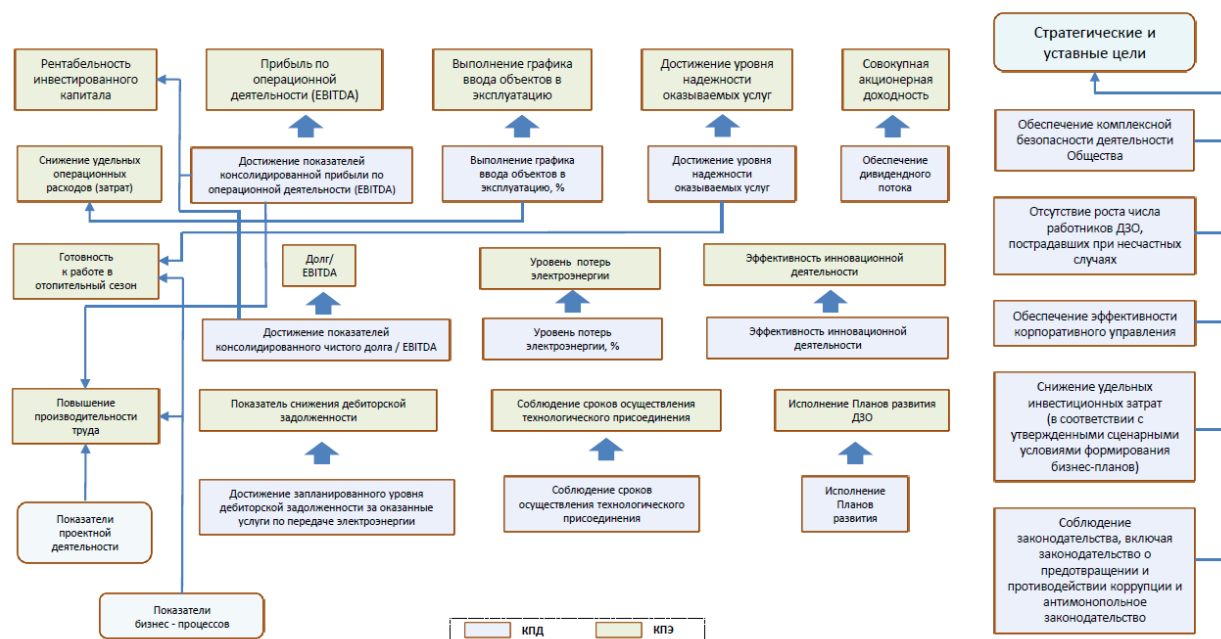 Рентабельность
инвестированного
капитала
Прибыль по
операционной
деятельности (EBITDA)
Выполнение графика
ввода объектов в
эксплуатацию
Достижение уровня
надежности
оказываемых услуг
Совокупная
акционерная
доходность
Стратегические и
уставные цели
Снижение удельных
операционных
расходов (затрат)
Достижение показателей
консолидированной прибыли по
операционной деятельности (EBITDA)
Выполнение графика
ввода объектов в
эксплуатацию, %
Достижение уровня
надежности
оказываемых услуг
Обеспечение
дивидендного
потока
Обеспечение комплексной
безопасности деятельности
Общества
Отсутствие роста числа
работников ДЗО,
пострадавших при несчастных
случаях
Готовность
к работе в
отопительный сезон
Долг/
EBITDA
Уровень потерь
электроэнергии
Эффективность инновационной
деятельности
Достижение показателей
консолидированного чистого долга / EBITDA
Уровень потерь
электроэнергии, %
Эффективность инновационной
деятельности
Обеспечение эффективности
корпоративного управления
Повышение
производительности
труда
Показатель снижения дебиторской
задолженности
Соблюдение сроков осуществления
технологического присоединения
Исполнение Планов развития
ДЗО
Снижение удельных
инвестиционных затрат
(в соответствии с
утвержденными сценарными
условиями формирования
бизнес-планов)
Достижение запланированного уровня
дебиторской задолженности за оказанные
услуги по передаче электроэнергии
Соблюдение сроков
осуществления технологического
присоединения
Исполнение
Планов
развития
Показатели
проектной
деятельности
Соблюдение
законодательства, включая
законодательство о
предотвращении и
противодействии коррупции и
антимонопольное
законодательство
Показатели
бизнес - процессов
КПД
КПЭ